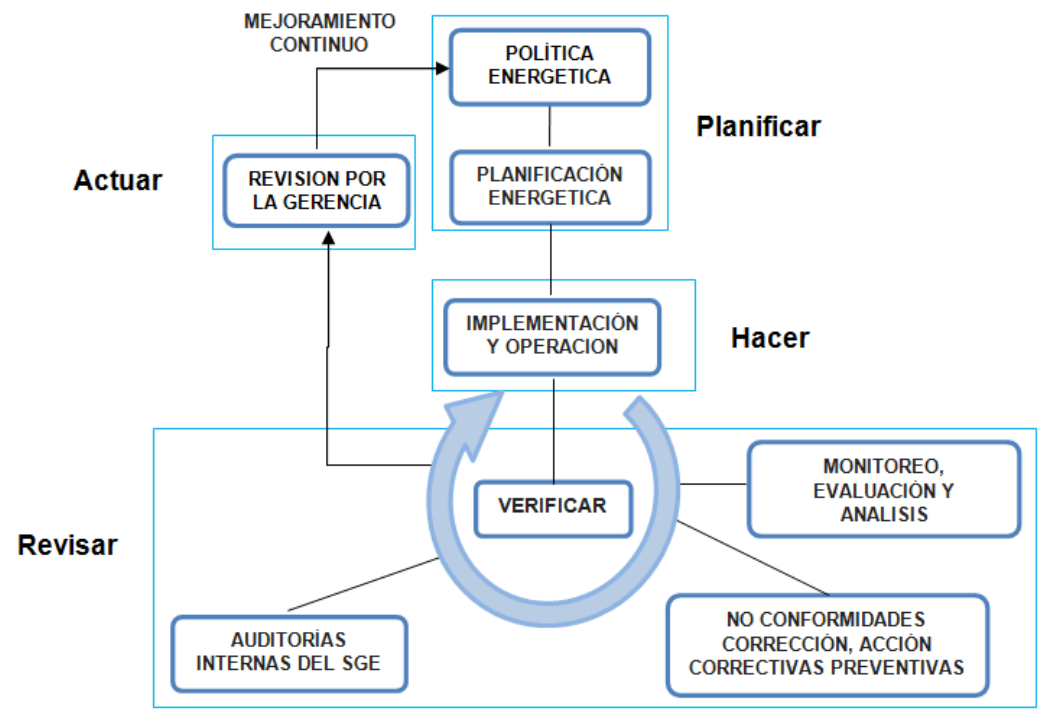 MEJORAMIENTO
CONTINUO
POLÍTICA
ENERGETICA
Planificar
Actuar
REVISION POR
LA GERENCIA
PLANIFICACIÓN
ENERGETICA
IMPLEMENTACIÓN
Y OPERACION
Hacer
MONITOREO,
EVALUACIÓN Y
ANALISIS
VERIFICAR
Revisar
AUDITORÍAS
INTERNAS DEL SGE
NO CONFORMIDADES
CORRECCIÓN, ACCIÓN
CORRECTIVAS PREVENTIVAS